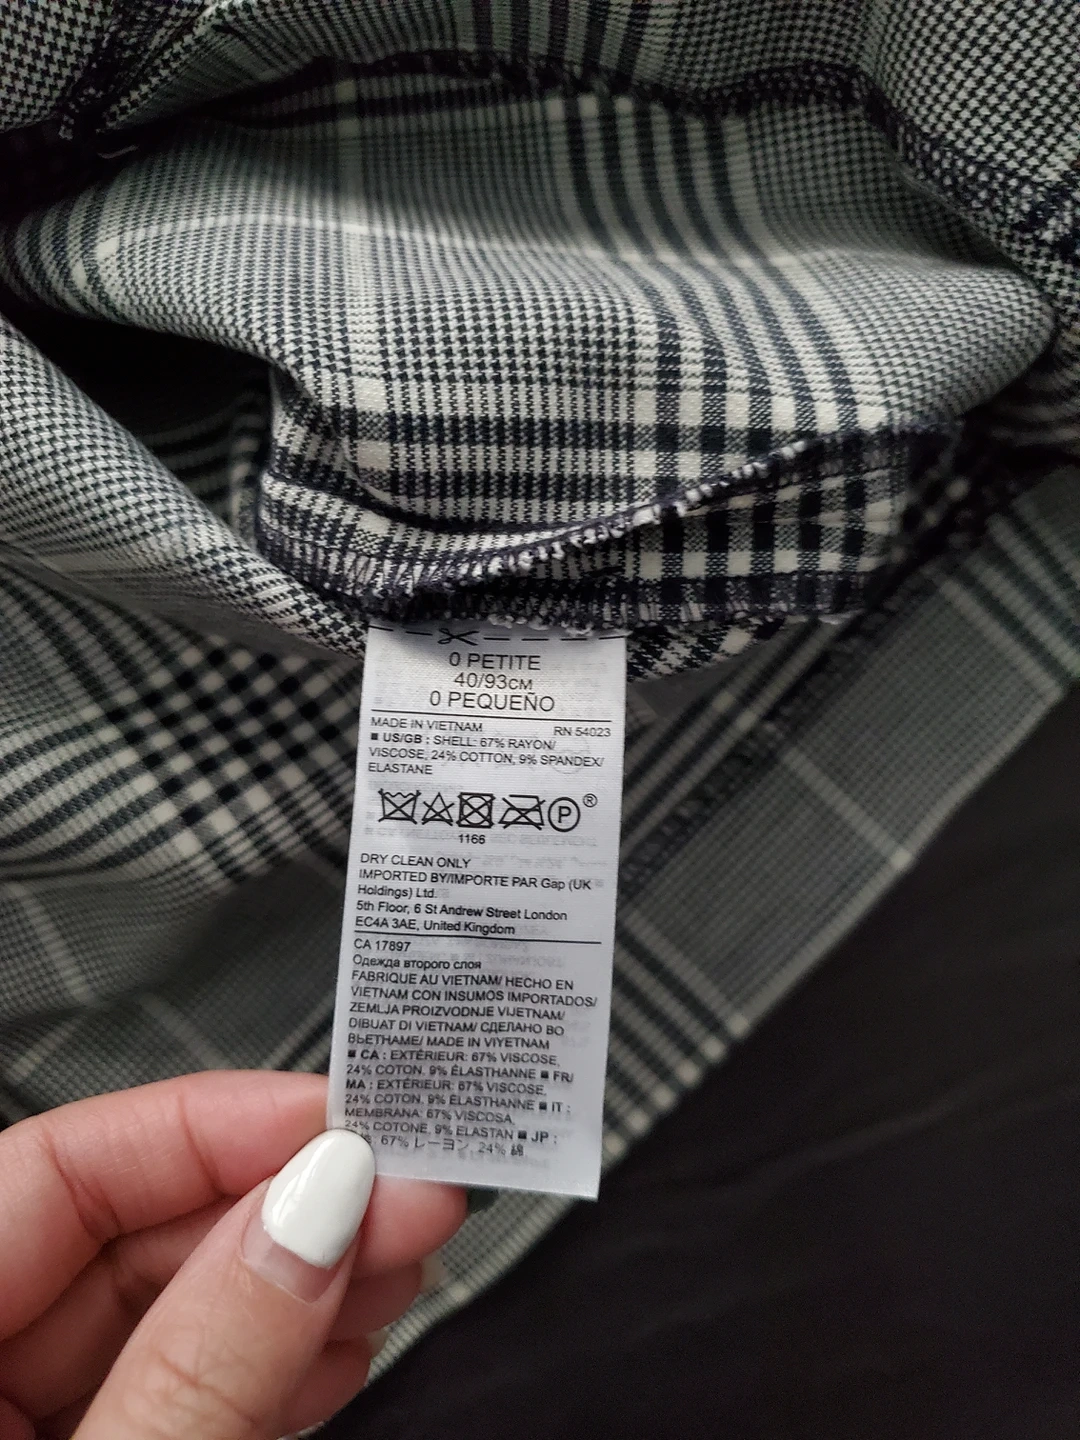 0 PETITE
40/93CM
0 PEQUEÑO
MADE IN VIETNAM RN 54023
■ US/GB : SHELL: 67% RAYON/
VISCOSE, 24% COTTON, 9% SPANDEX/
ELASTANE
P ®
1166
DRY CLEAN ONLY
IMPORTED BY/IMPORTE PAR Gap (UK
Holdings) Ltd.
5th Floor, 6 St Andrew Street London
EC4A 3AE, United Kingdom
CA 17897
Одежда второго слоя
FABRIQUE AU VIETNAM/ HECHO EN
VIETNAM CON INSUMOS IMPORTADOS/
ZEMLJA PROIZVODNJE VIJETNAM/
DIBUAT DI VIETNAM/ СДЕЛАНО ВО
ВЬЕТНАМЕ/ MADE IN VIYETNAM
■ CA : EXTÉRIEUR: 67% VISCOSE,
24% COTON, 9% ÉLASTHANNE ■ FR/
MA : EXTÉRIEUR: 67% VISCOSE,
24% COTON, 9% ÉLASTHANNE ■ IT :
MEMBRANA: 67% VISCOSA,
24% COTONE, 9% ELASTAN ■ JP :
: 67% レーヨン, 24% 綿